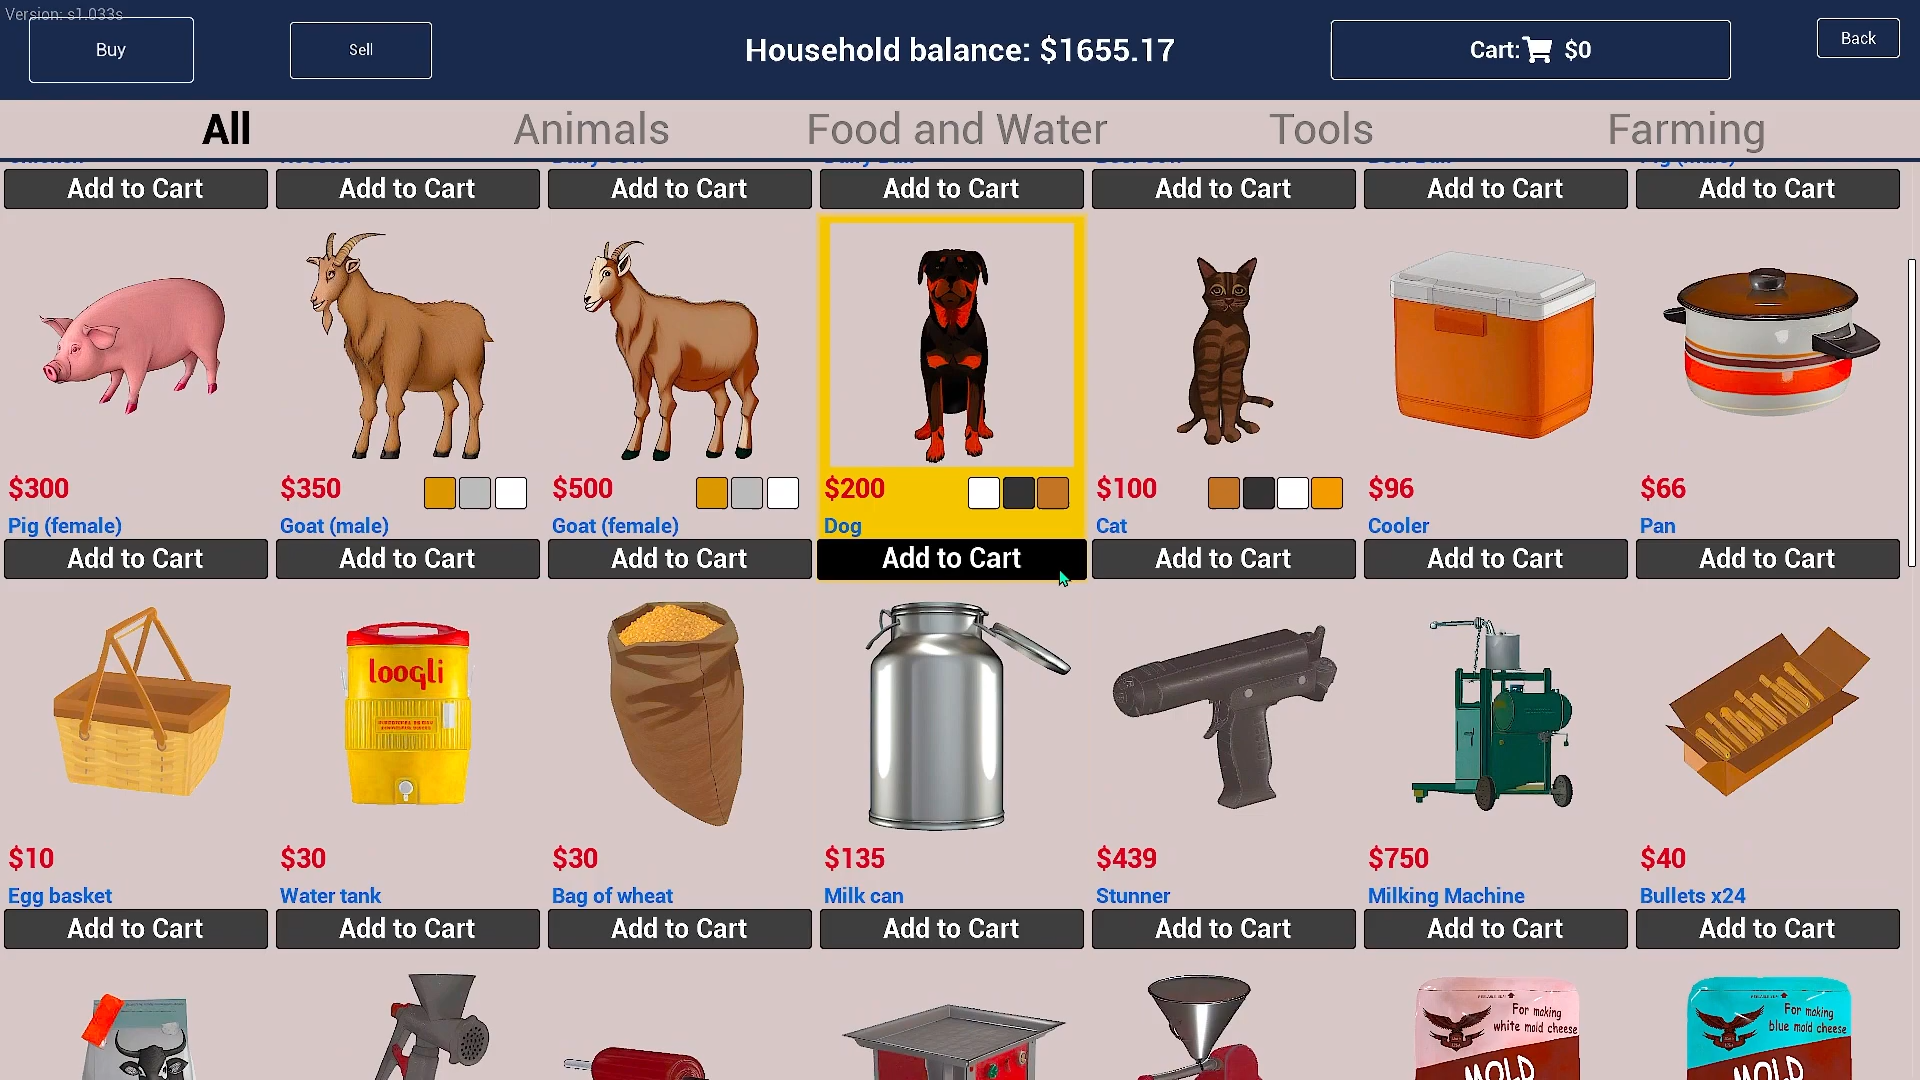 Version: s1.033s
Buy
Sell
Household balance: $1655.17
Cart: $0
Back
All
Animals
Food and Water
Tools
Farming
Add to Cart
Add to Cart
Add to Cart
Add to Cart
Add to Cart
Add to Cart
Add to Cart
$300
$350
$500
$200
$100
$96
$66
Pig (female)
Goat (male)
Goat (female)
Dog
Cat
Cooler
Pan
Add to Cart
Add to Cart
Add to Cart
Add to Cart
Add to Cart
Add to Cart
Add to Cart
looqli
$10
$30
$30
$135
$439
$750
$40
Egg basket
Water tank
Bag of wheat
Milk can
Stunner
Milking Machine
Bullets x24
Add to Cart
Add to Cart
Add to Cart
Add to Cart
Add to Cart
Add to Cart
Add to Cart
For making
white mold cheese
MOLD
For making
blue mold cheese
MOLD